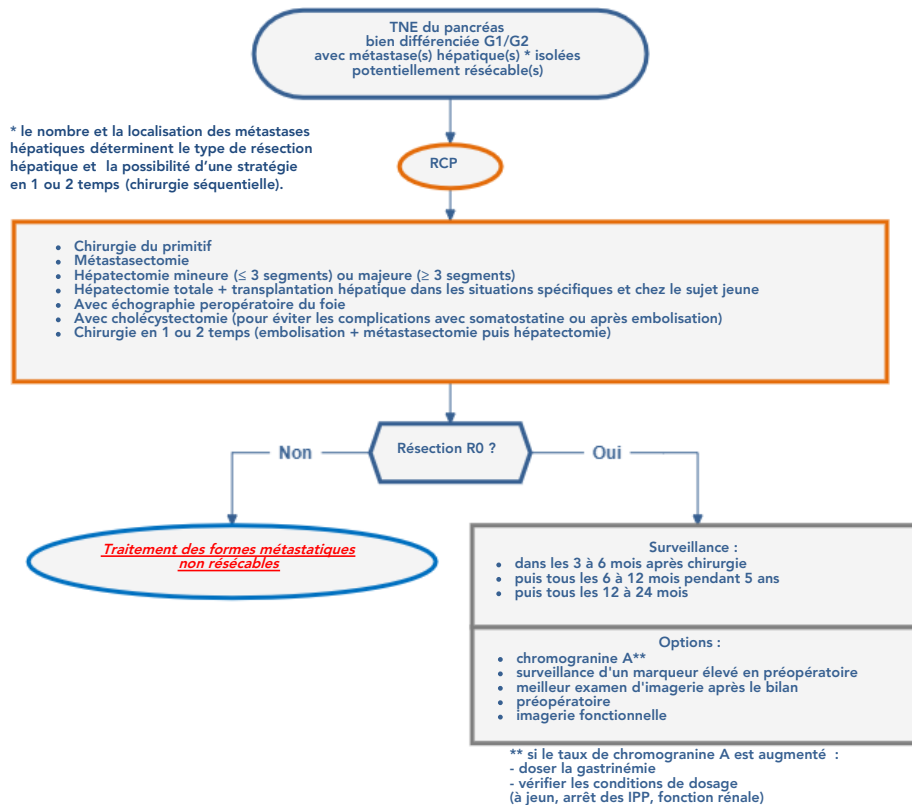 TNE du pancréas
bien différenciée G1/G2
avec métastase(s) hépatique(s) * isolées
potentiellement résécable(s)
* le nombre et la localisation des métastases
hépatiques déterminent le type de résection
hépatique et la possibilité d'une stratégie
en 1 ou 2 temps (chirurgie séquentielle).
RCP
• Chirurgie du primitif
• Métastasectomie
• Hépatectomie mineure (≤ 3 segments) ou majeure (≥ 3 segments)
• Hépatectomie totale + transplantation hépatique dans les situations spécifiques et chez le sujet jeune
• Avec échographie peropératoire du foie
• Avec cholécystectomie (pour éviter les complications avec somatostatine ou après embolisation)
• Chirurgie en 1 ou 2 temps (embolisation + métastasectomie puis hépatectomie)
Résection R0 ?
Non
Oui
Traitement des formes métastatiques
non résécables
Surveillance :
• dans les 3 à 6 mois après chirurgie
• puis tous les 6 à 12 mois pendant 5 ans
• puis tous les 12 à 24 mois
Options :
• chromogranine A**
• surveillance d'un marqueur élevé en préopératoire
• meilleur examen d'imagerie après le bilan
• préopératoire
• imagerie fonctionnelle
** si le taux de chromogranine A est augmenté :
- doser la gastrinémie
- vérifier les conditions de dosage
(à jeun, arrêt des IPP, fonction rénale)